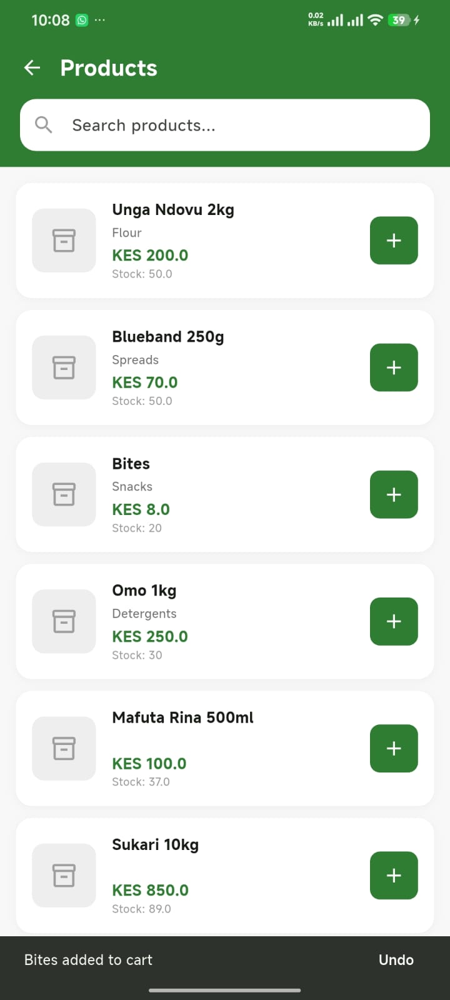 10:08 ...
0.02
KB/s
39
Products
Search products...
Unga Ndovu 2kg
Flour
KES 200.0
Stock: 50.0
Blueband 250g
Spreads
KES 70.0
Stock: 50.0
Bites
Snacks
KES 8.0
Stock: 20
Omo 1kg
Detergents
KES 250.0
Stock: 30
Mafuta Rina 500ml
KES 100.0
Stock: 37.0
Sukari 10kg
KES 850.0
Stock: 89.0
Bites added to cart Undo